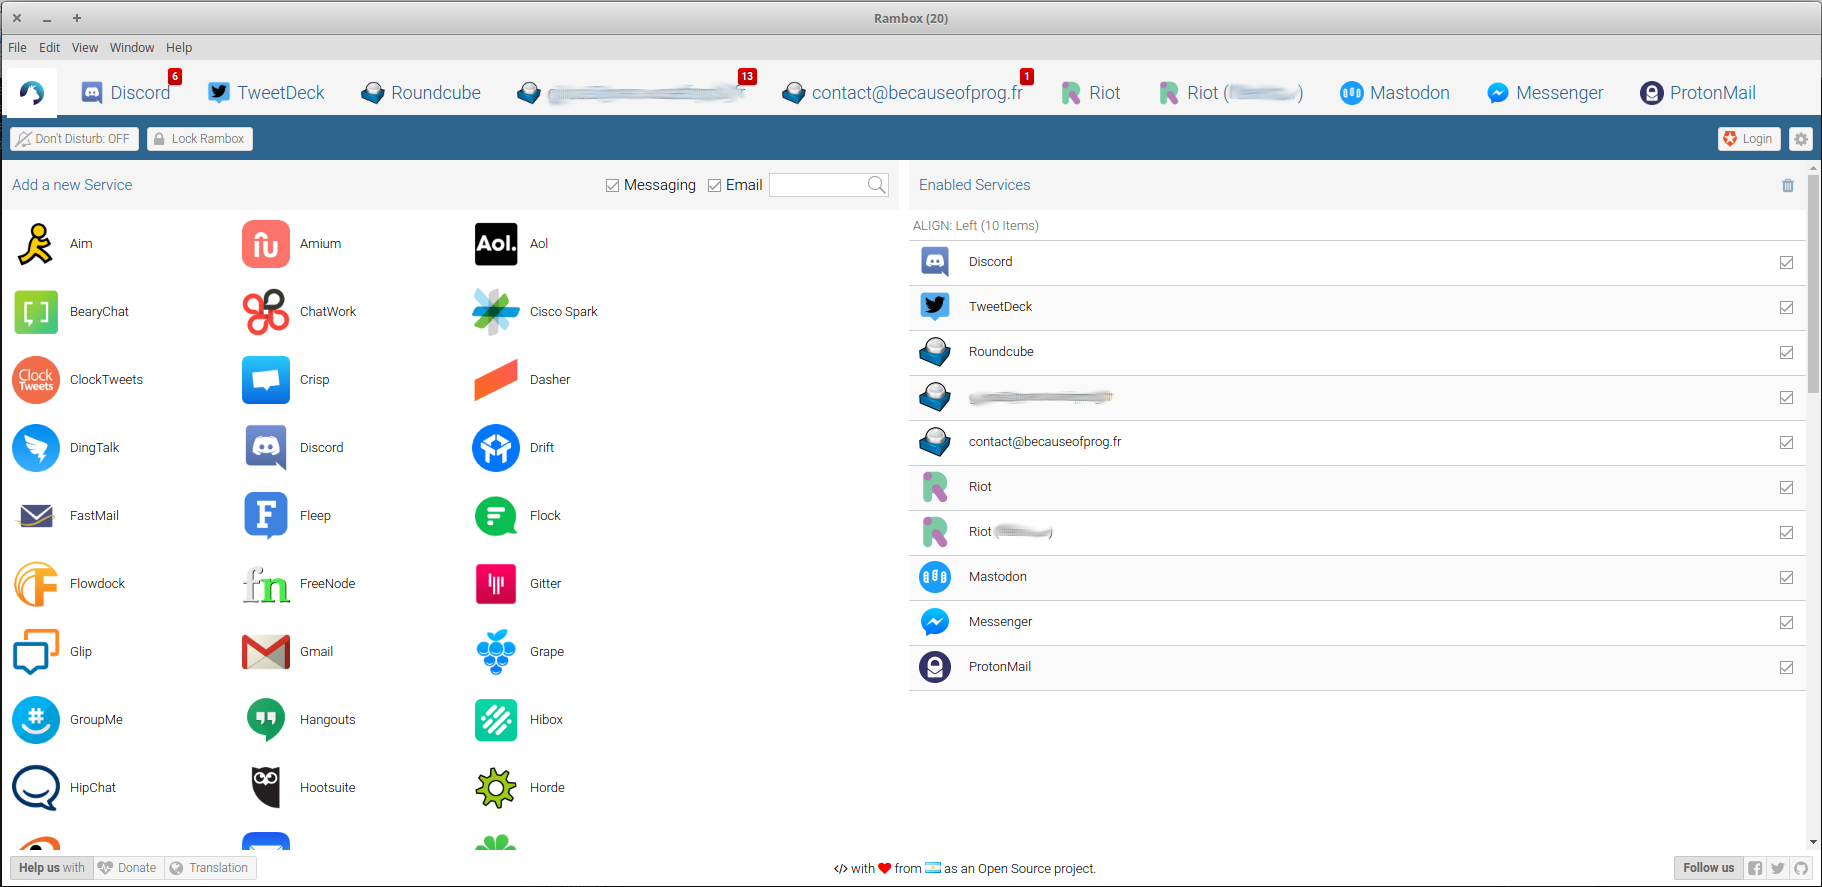 Rambox (20)
File Edit View Window Help
Discord 6 TweetDeck Roundcube 13 contact@becauseofprog.fr 1 Riot Riot ( ) Mastodon Messenger ProtonMail
Don't Disturb: OFF Lock Rambox Login
Add a new Service Messaging Email
Enabled Services
ALIGN: Left (10 Items)
Aim Amium Aol. Aol
BearyChat ChatWork Cisco Spark
Clock Tweets ClockTweets Crisp Dasher
DingTalk Discord Drift
FastMail Fleep Flock
Flowdock fn FreeNode Gitter
Glip Gmail Grape
GroupMe Hangouts Hibox
HipChat Hootsuite Horde
Discord
TweetDeck
Roundcube
contact@becauseofprog.fr
Riot
Riot ( )
Mastodon
Messenger
ProtonMail
Help us with Donate Translation
</> with ❤ from 🇦🇷 as an Open Source project.
Follow us